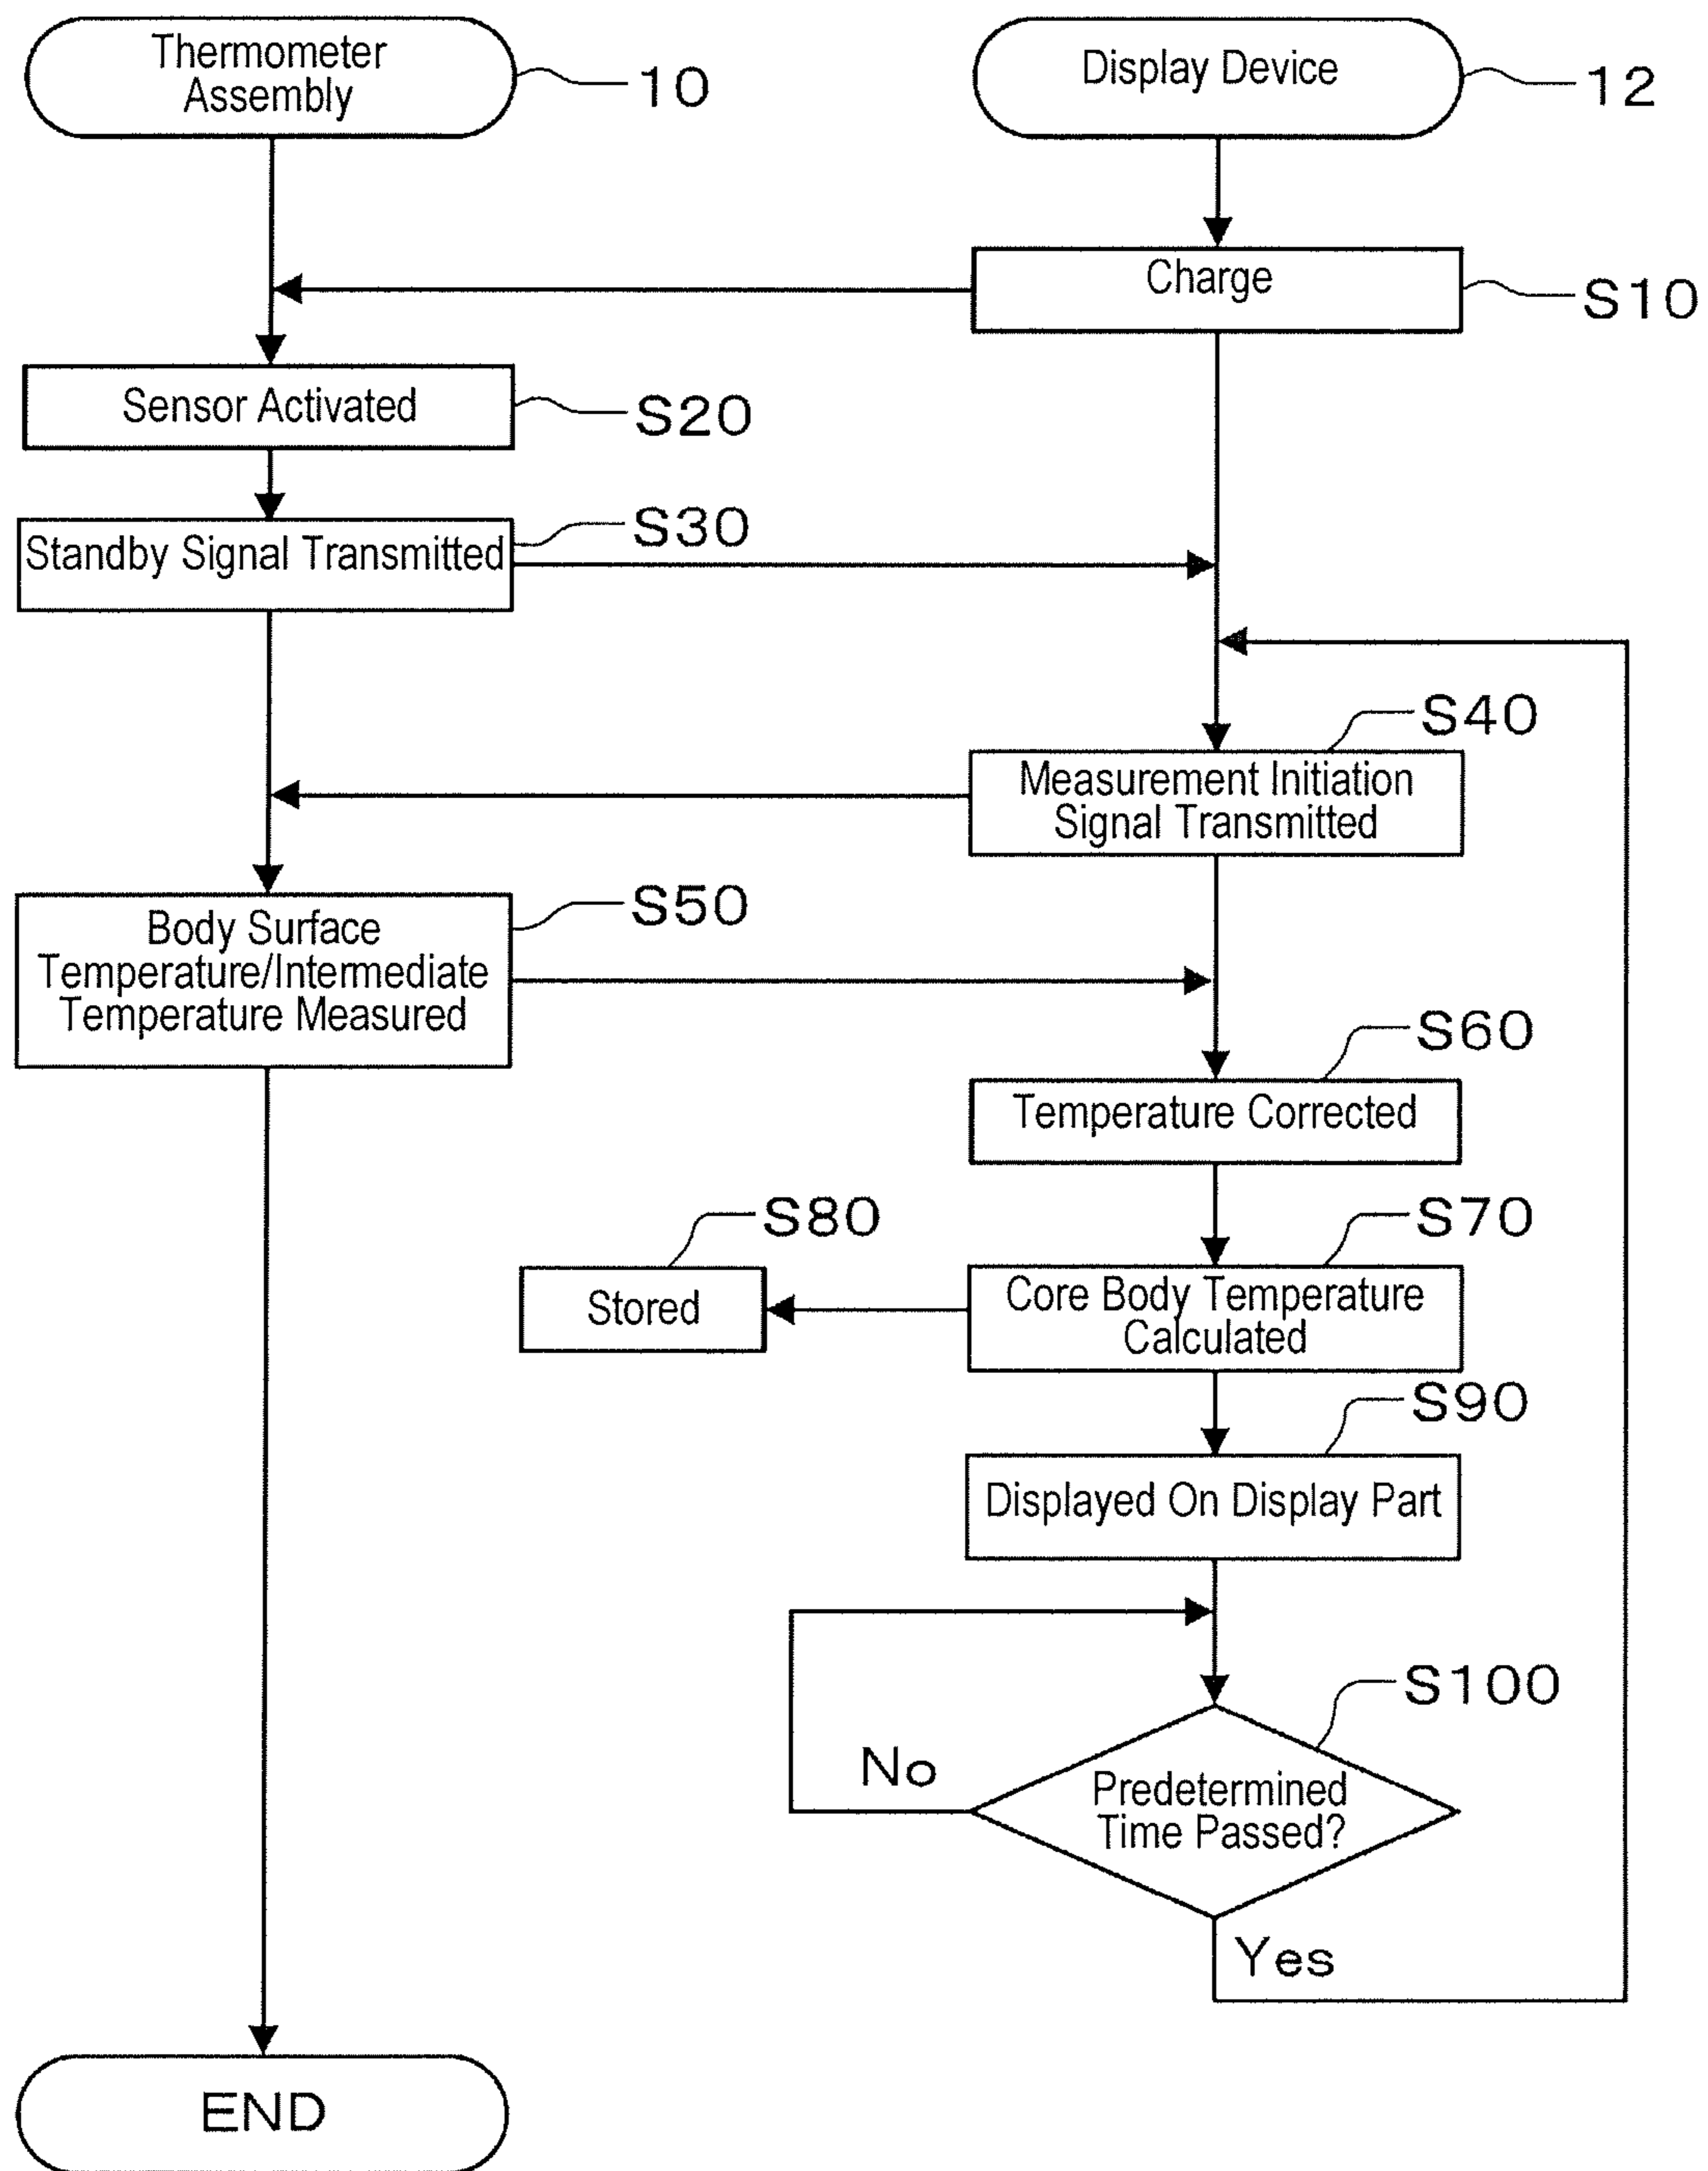 Thermometer
Assembly
10
Display Device
12
Charge
S10
Sensor Activated
S20
Standby Signal Transmitted
S30
S40
Measurement Initiation
Signal Transmitted
S50
Body Surface
Temperature/Intermediate
Temperature Measured
S60
Temperature Corrected
S80
Stored
S70
Core Body Temperature
Calculated
S90
Displayed On Display Part
S100
No
Predetermined
Time Passed?
Yes
END